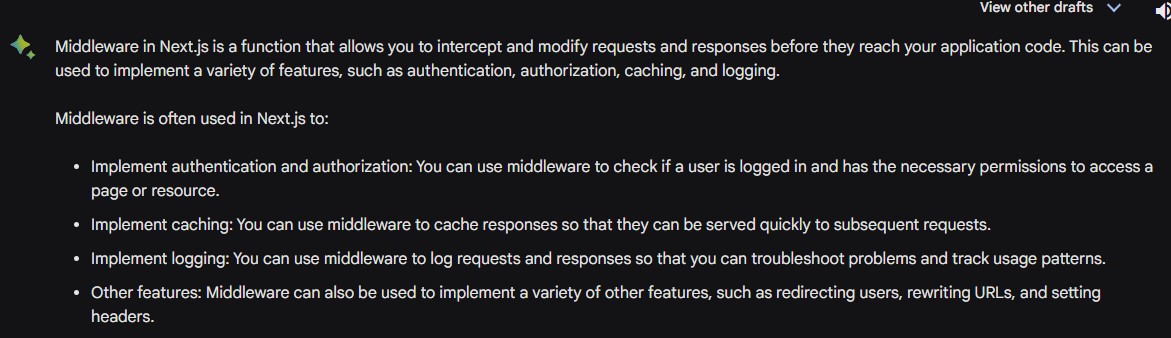 View other drafts
Middleware in Next.js is a function that allows you to intercept and modify requests and responses before they reach your application code. This can be
used to implement a variety of features, such as authentication, authorization, caching, and logging.
Middleware is often used in Next.js to:
• Implement authentication and authorization: You can use middleware to check if a user is logged in and has the necessary permissions to access a
page or resource.
• Implement caching: You can use middleware to cache responses so that they can be served quickly to subsequent requests.
• Implement logging: You can use middleware to log requests and responses so that you can troubleshoot problems and track usage patterns.
• Other features: Middleware can also be used to implement a variety of other features, such as redirecting users, rewriting URLs, and setting
headers.